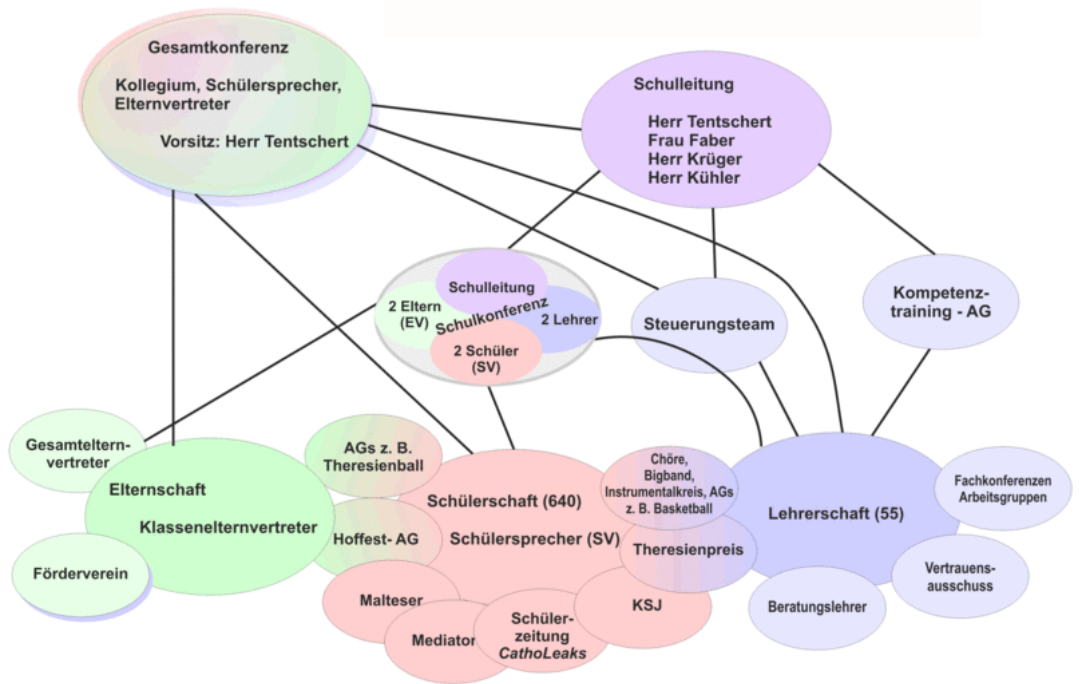 Gesamtkonferenz
Kollegium, Schülersprecher,
Elternvertreter
Vorsitz: Herr Tentschert
Schulleitung
Herr Tentschert
Frau Faber
Herr Krüger
Herr Kühler
Schulleitung
2 Eltern
(EV)
Schulkonferenz
2 Lehrer
2 Schüler
(SV)
Steuerungsteam
Kompetenz-
training - AG
Gesamteltern-
vertreter
Elternschaft
Klassenelternvertreter
Förderverein
AGs z. B.
Theresienball
Hoffest- AG
Schülerschaft (640)
Schülersprecher (SV)
Malteser
Mediator
Schüler-
zeitung
CathoLeaks
KSJ
Chöre,
Bigband,
Instrumentalkreis, AGs
z. B. Basketball
Theresienpreis
Lehrerschaft (55)
Fachkonferenzen
Arbeitsgruppen
Vertrauens-
ausschuss
Beratungslehrer